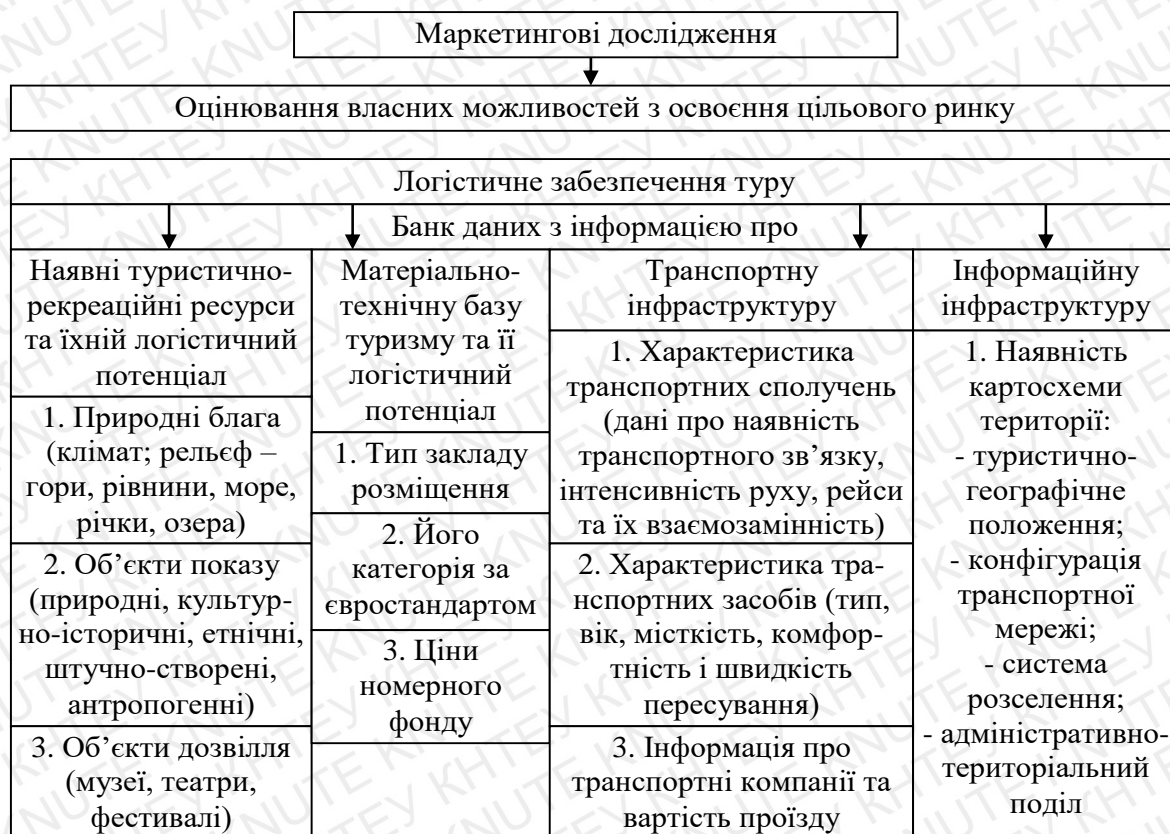 Маркетингові дослідження
Оцінювання власних можливостей з освоєння цільового ринку
Логістичне забезпечення туру
Банк даних з інформацією про
Наявні туристично-
рекреаційні ресурси
та їхній логістичний
потенціал
1. Природні блага
(клімат; рельєф –
гори, рівнини, море,
річки, озера)
2. Об’єкти показу
(природні, культур-
но-історичні, етнічні,
штучно-створені,
антропогенні)
3. Об’єкти дозвілля
(музеї, театри,
фестивалі)
Матеріально-
технічну базу
туризму та її
логістичний
потенціал
1. Тип закладу
розміщення
2. Його
категорія за
євростандартом
3. Ціни
номерного
фонду
Транспортну
інфраструктуру
1. Характеристика
транспортних сполучень
(дані про наявність
транспортного зв’язку,
інтенсивність руху, рейси
та їх взаємозамінність)
2. Характеристика тра-
нспортних засобів (тип,
вік, місткість, комфор-
тність і швидкість
пересування)
3. Інформація про
транспортні компанії та
вартість проїзду
Інформаційну
інфраструктуру
1. Наявність
картосхеми
території:
- туристично-
географічне
положення;
- конфігурація
транспортної
мережі;
- система
розселення;
- адміністративно-
територіальний
поділ